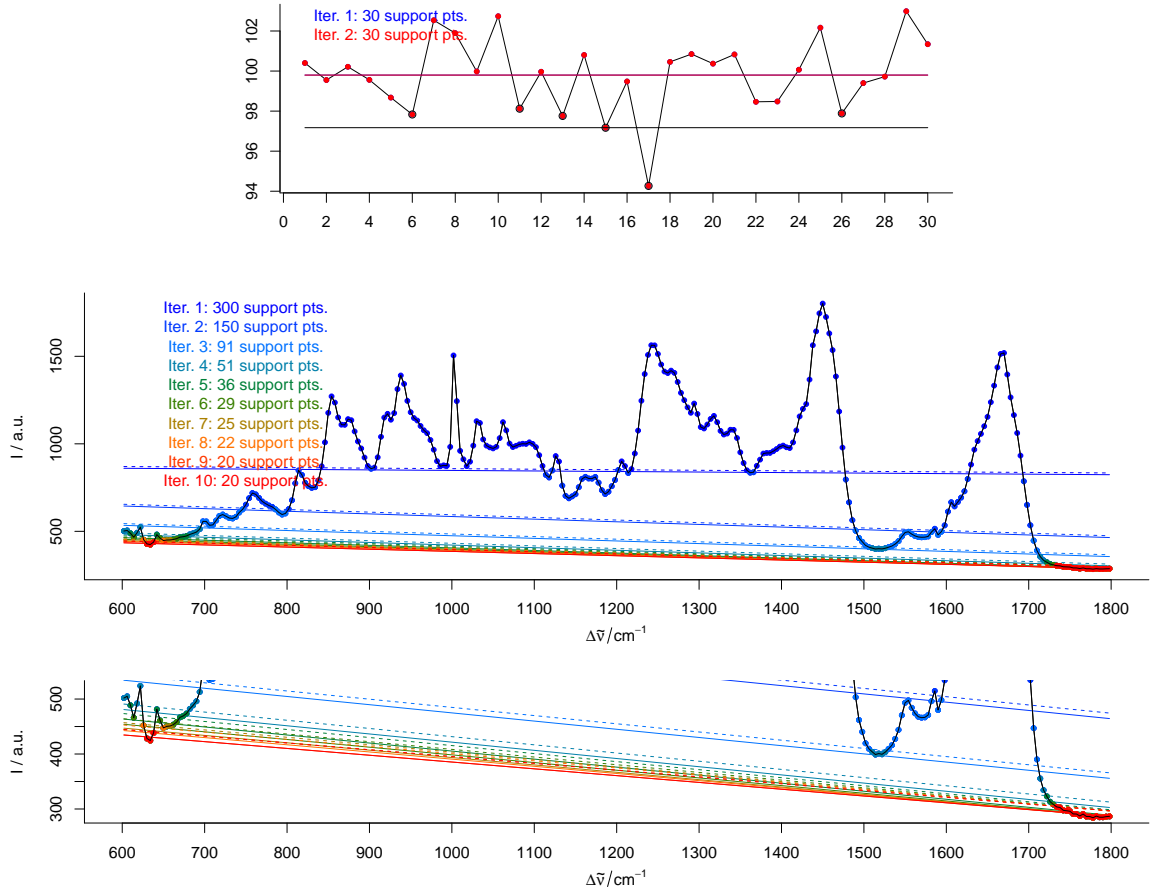 Iter. 1: 30 support pts.
Iter. 2: 30 support pts.
102
100
98
96
94
0 2 4 6 8 10 12 14 16 18 20 22 24 26 28 30
Iter. 1: 300 support pts.
Iter. 2: 150 support pts.
Iter. 3: 91 support pts.
Iter. 4: 51 support pts.
Iter. 5: 36 support pts.
Iter. 6: 29 support pts.
Iter. 7: 25 support pts.
Iter. 8: 22 support pts.
Iter. 9: 20 support pts.
Iter. 10: 20 support pts.
I / a.u.
1500
1000
500
600 700 800 900 1000 1100 1200 1300 1400 1500 1600 1700 1800
Δν̃/cm⁻¹
I / a.u.
500
400
300
600 700 800 900 1000 1100 1200 1300 1400 1500 1600 1700 1800
Δν̃/cm⁻¹